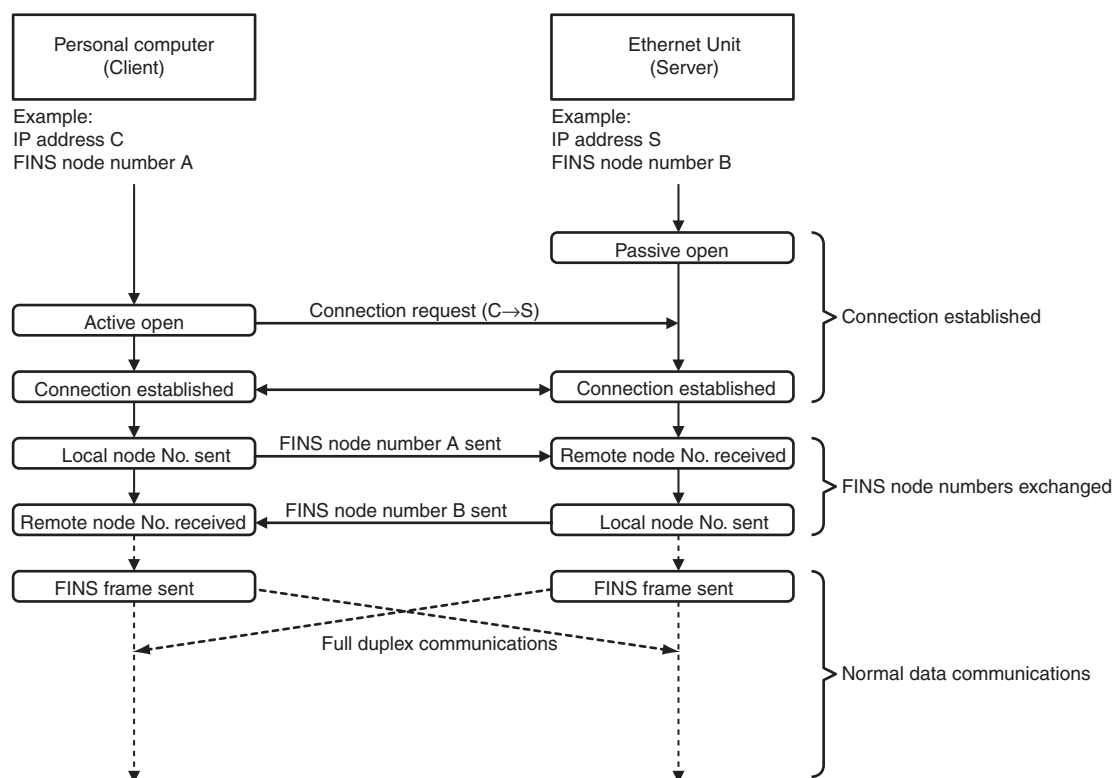 Personal computer
(Client)
Ethernet Unit
(Server)
Example:
IP address C
FINS node number A
Example:
IP address S
FINS node number B
Passive open
Active open
Connection request (C→S)
Connection established
Connection established
Connection established
Local node No. sent
FINS node number A sent
Remote node No. received
FINS node numbers exchanged
Remote node No. received
FINS node number B sent
Local node No. sent
FINS frame sent
FINS frame sent
Full duplex communications
Normal data communications